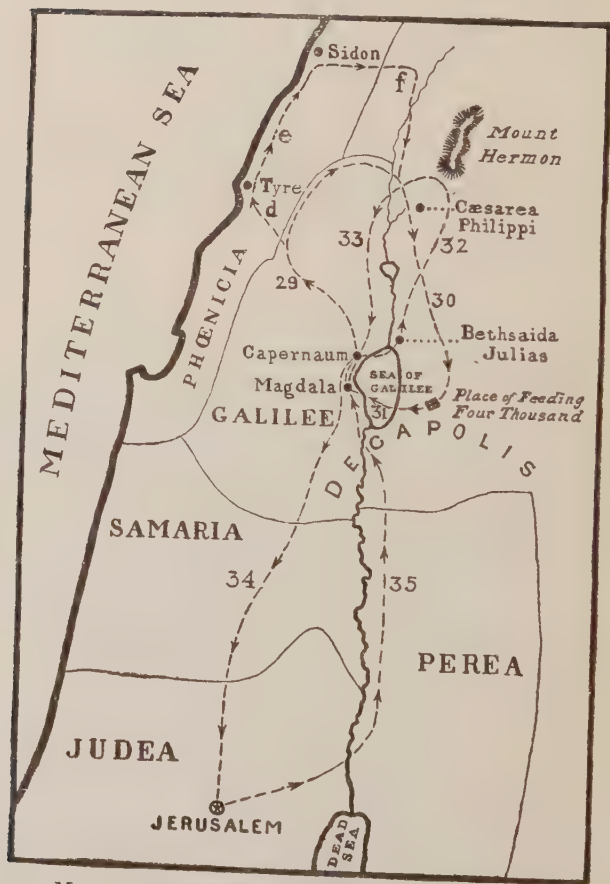 Sidon
f
MEDITERRANEAN SEA
e
Mount
Hermon
Tyre
d
Cæsarea
Philippi
33
32
29
PHŒNICIA
30
Bethsaida
Julias
Capernaum
SEA OF
GALILEE
Magdala
31
Place of Feeding
Four Thousand
GALILEE
DECAPOLIS
SAMARIA
34
35
PEREA
JUDEA
JERUSALEM
DEAD
SEA